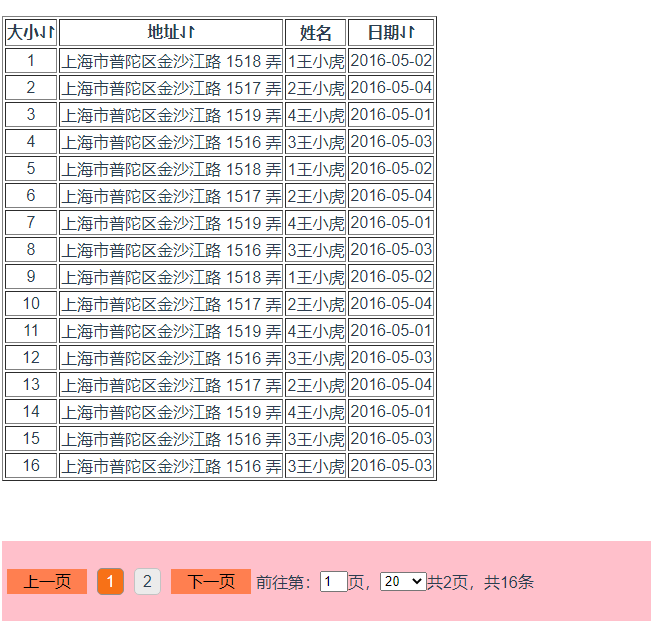 大小⇵ 地址⇵ 姓名 日期⇵
1 上海市普陀区金沙江路 1518 弄 1王小虎 2016-05-02
2 上海市普陀区金沙江路 1517 弄 2王小虎 2016-05-04
3 上海市普陀区金沙江路 1519 弄 4王小虎 2016-05-01
4 上海市普陀区金沙江路 1516 弄 3王小虎 2016-05-03
5 上海市普陀区金沙江路 1518 弄 1王小虎 2016-05-02
6 上海市普陀区金沙江路 1517 弄 2王小虎 2016-05-04
7 上海市普陀区金沙江路 1519 弄 4王小虎 2016-05-01
8 上海市普陀区金沙江路 1516 弄 3王小虎 2016-05-03
9 上海市普陀区金沙江路 1518 弄 1王小虎 2016-05-02
10 上海市普陀区金沙江路 1517 弄 2王小虎 2016-05-04
11 上海市普陀区金沙江路 1519 弄 4王小虎 2016-05-01
12 上海市普陀区金沙江路 1516 弄 3王小虎 2016-05-03
13 上海市普陀区金沙江路 1517 弄 2王小虎 2016-05-04
14 上海市普陀区金沙江路 1519 弄 4王小虎 2016-05-01
15 上海市普陀区金沙江路 1516 弄 3王小虎 2016-05-03
16 上海市普陀区金沙江路 1516 弄 3王小虎 2016-05-03
上一页 1 2 下一页 前往第：1页，20共2页，共16条